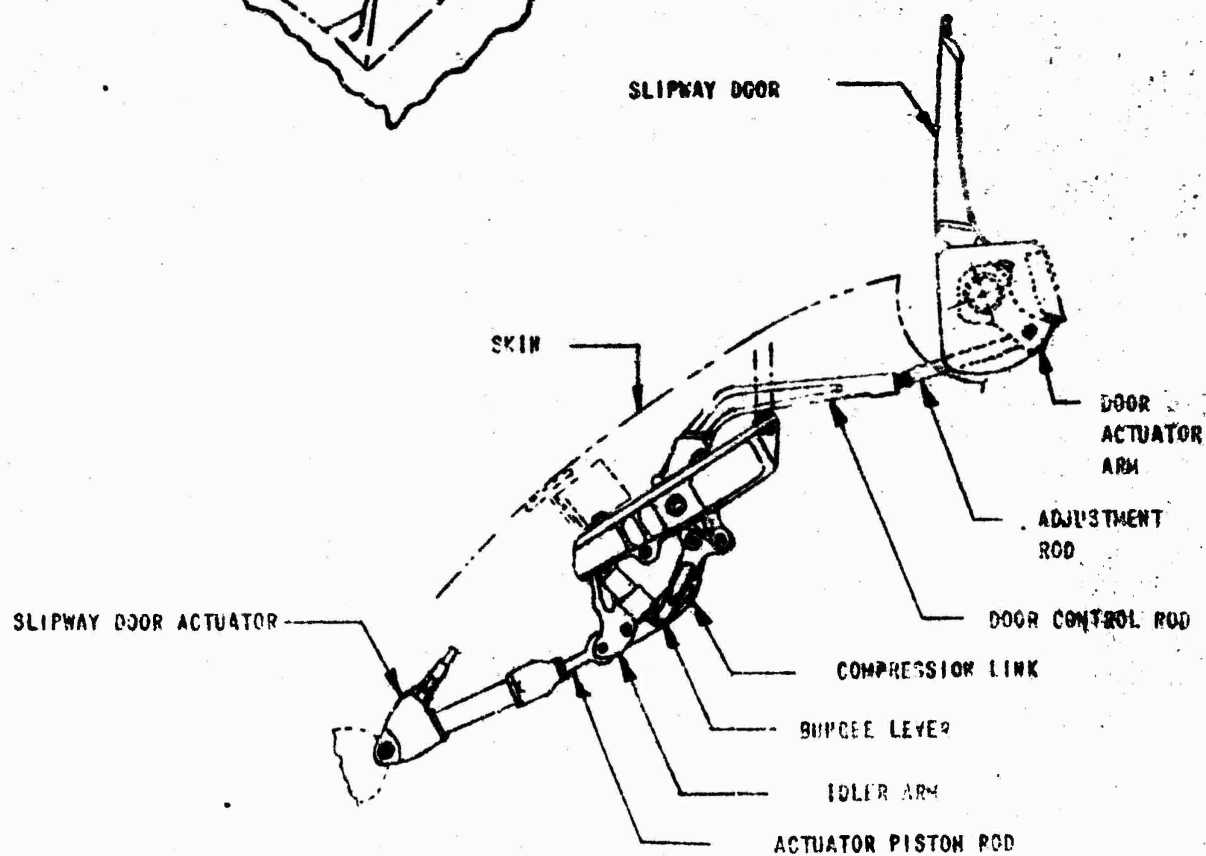 SLIPWAY DOOR
SKIN
DOOR
ACTUATOR
ARM
ADJUSTMENT
ROD
SLIPWAY DOOR ACTUATOR
DOOR CONTROL ROD
COMPRESSION LINK
BUNGEE LEVER
IDLER ARM
ACTUATOR PISTON ROD